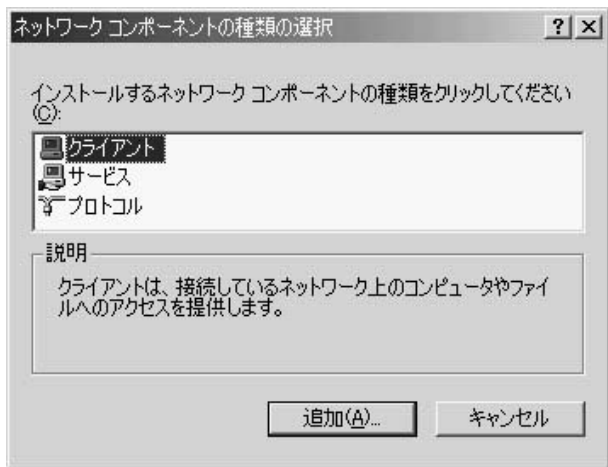 ネットワーク コンポーネントの種類の選択
インストールするネットワーク コンポーネントの種類をクリックしてください
(C):
クライアント
サービス
プロトコル
説明
クライアントは、接続しているネットワーク上のコンピュータやファイ
ルへのアクセスを提供します。
追加(A)...
キャンセル